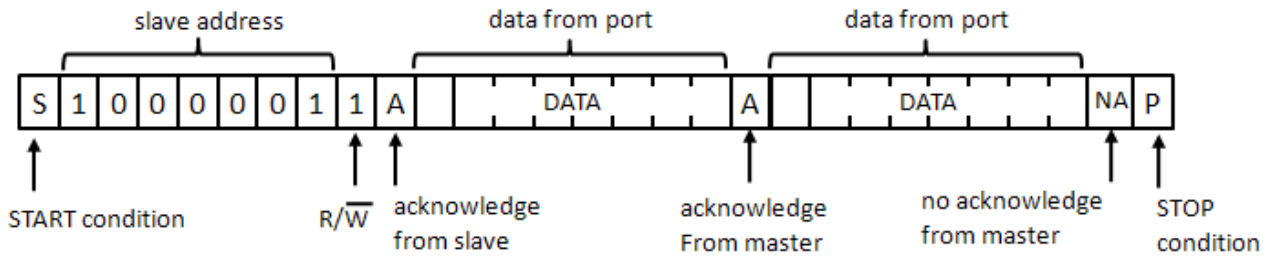 slave address
data from port
data from port
S 1 0 0 0 0 1 1 A DATA A DATA NA P
START condition
R/W̅
acknowledge
from slave
acknowledge
From master
no acknowledge
from master
STOP
condition